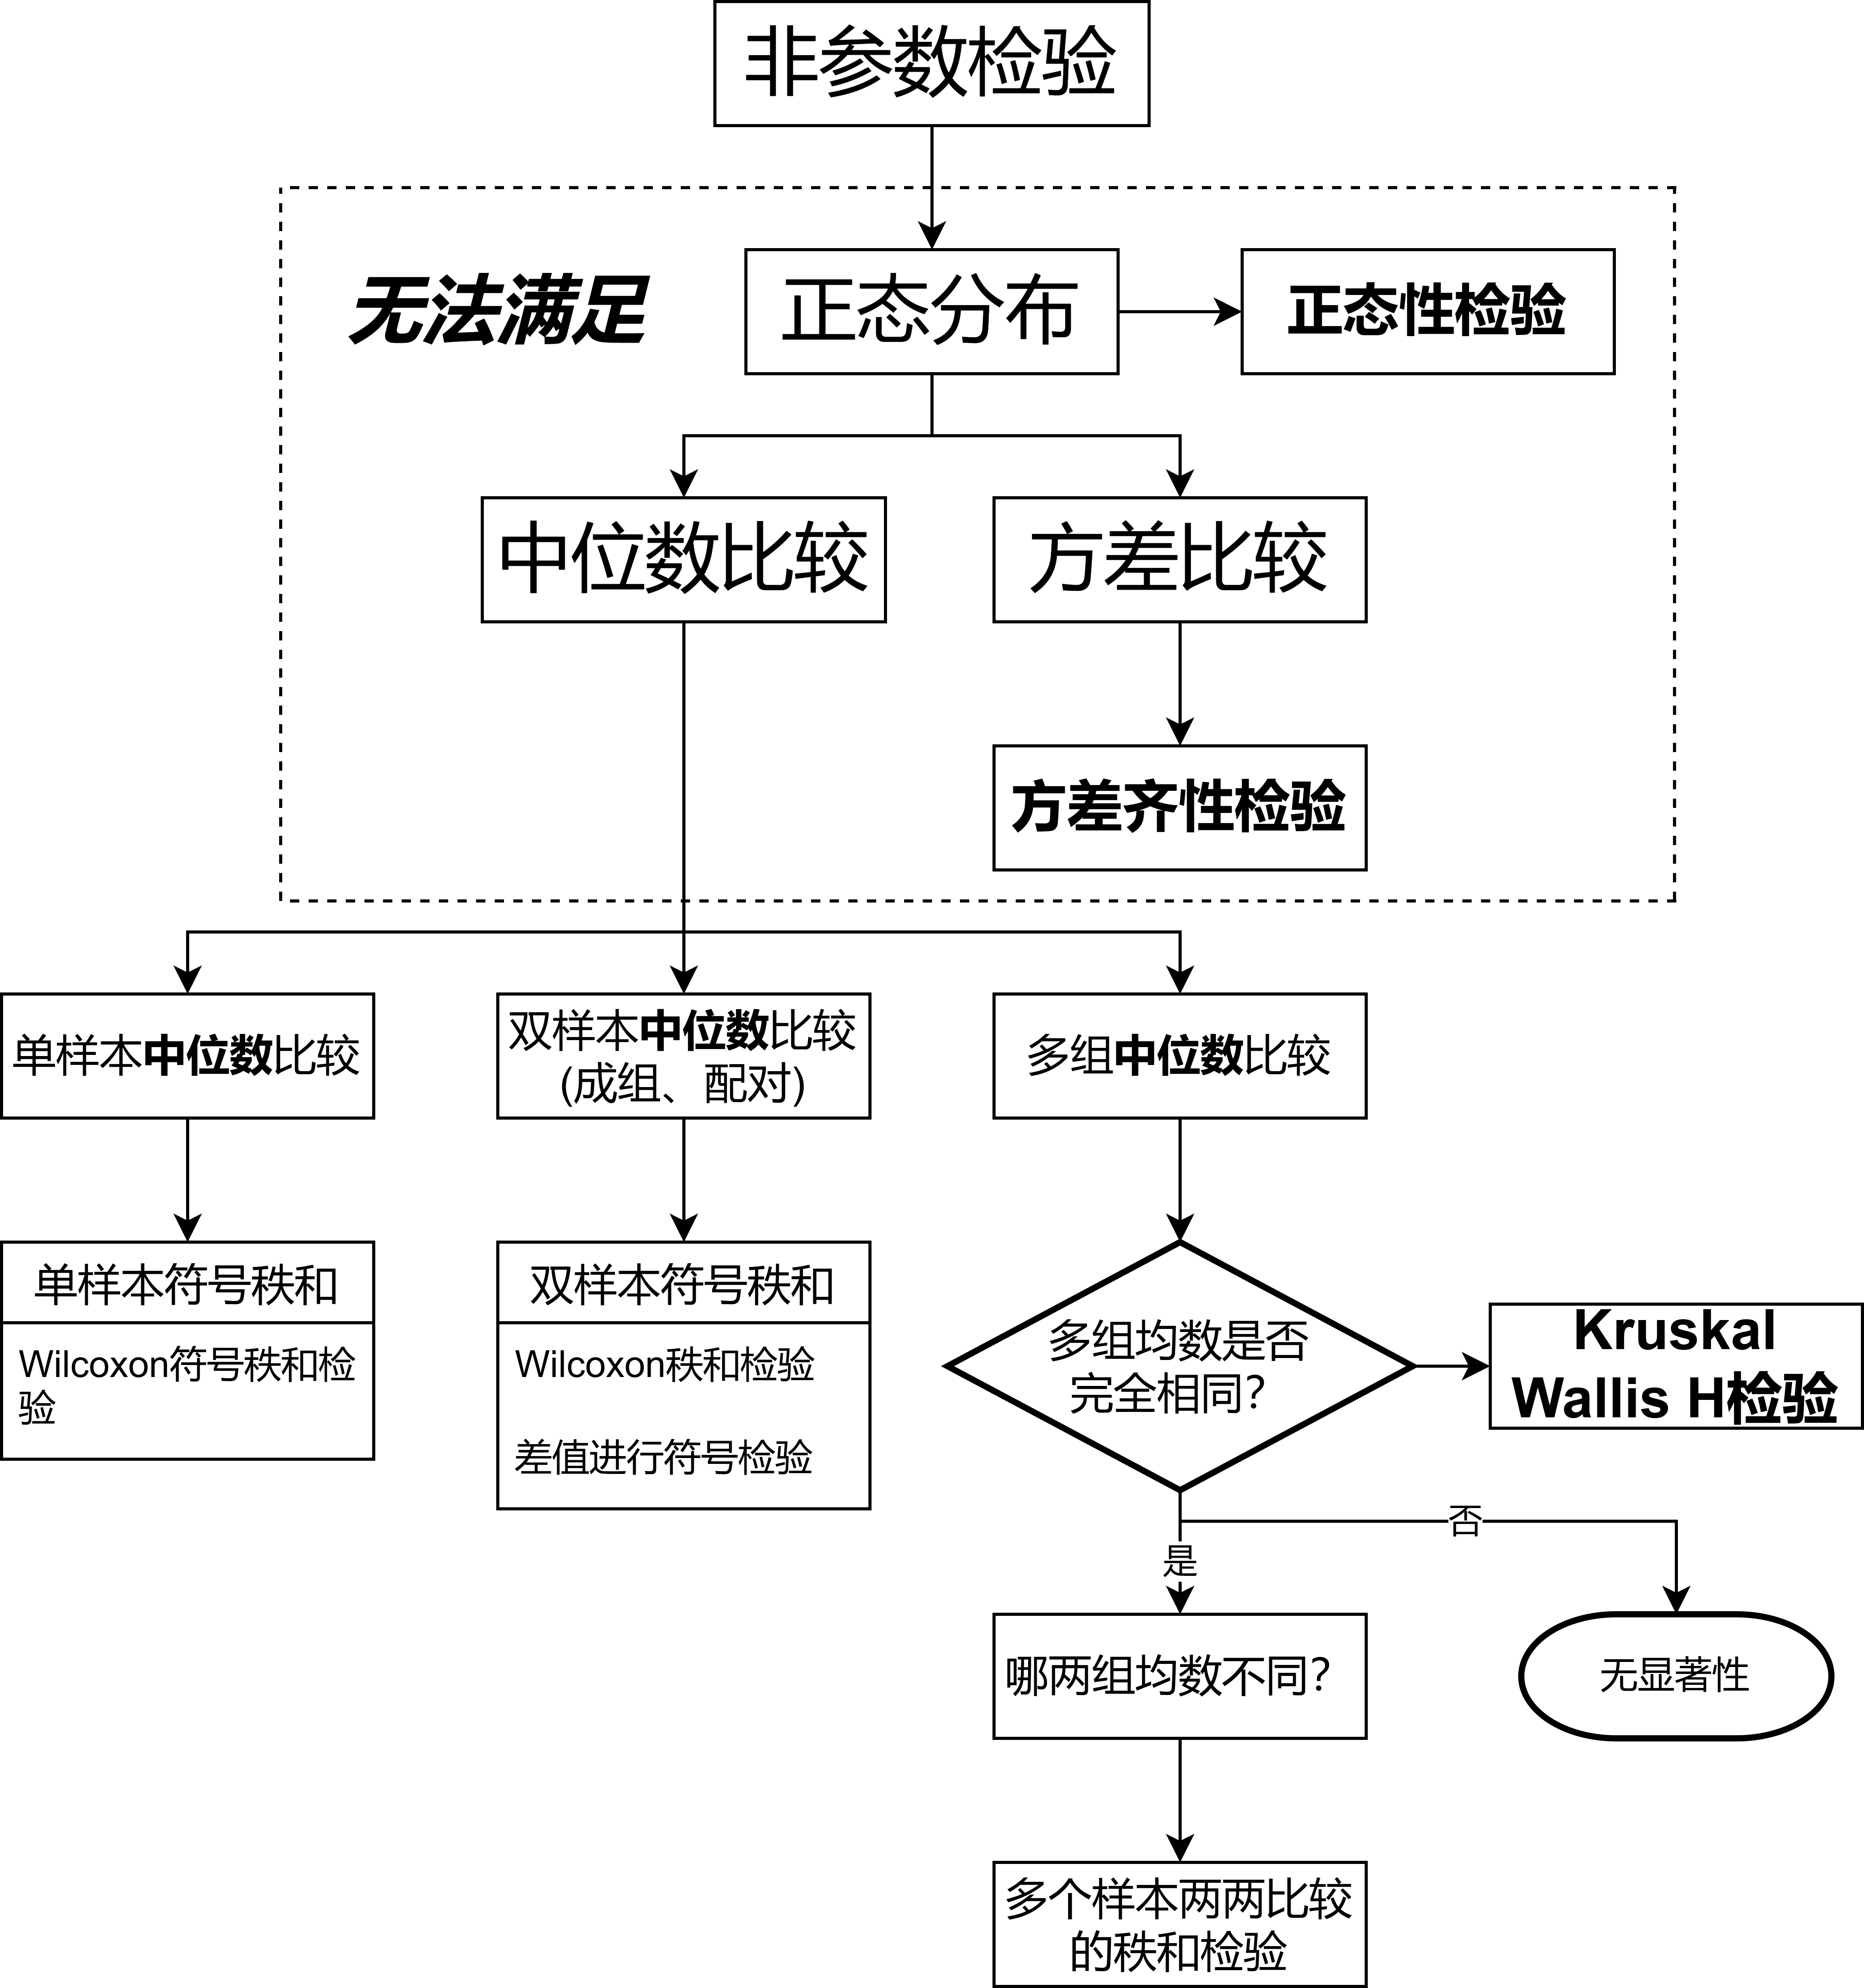 非参数检验
无法满足
正态分布
正态性检验
中位数比较
方差比较
方差齐性检验
单样本中位数比较
双样本中位数比较
(成组、配对)
多组中位数比较
单样本符号秩和
Wilcoxon符号秩和检
验
双样本符号秩和
Wilcoxon秩和检验
差值进行符号检验
多组均数是否
完全相同？
Kruskal
Wallis H检验
否
是
哪两组均数不同？
无显著性
多个样本两两比较
的秩和检验